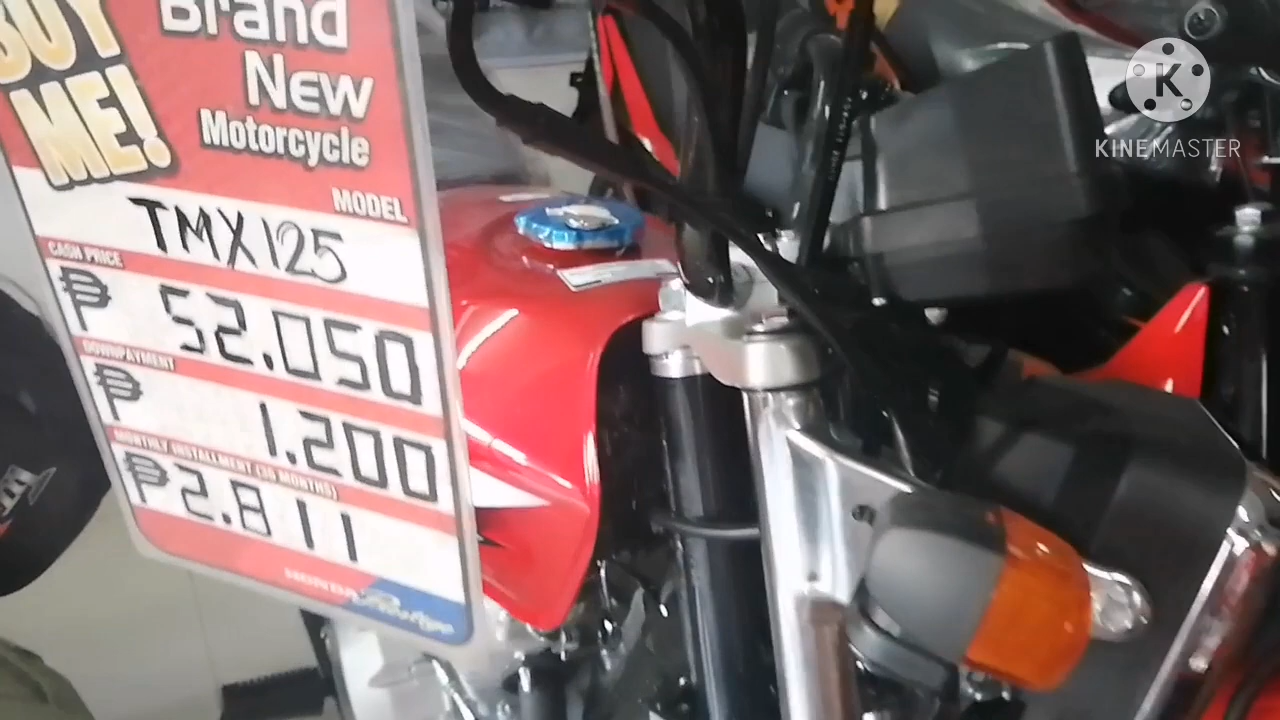 BUY
ME!
Brand
New
Motorcycle
MODEL
TMX125
CASH PRICE
₱ 52.050
DOWNPAYMENT
₱ 1.200
MONTHLY INSTALLMENT (36 MONTHS)
₱2.811
HONDA
K
KINEMASTER